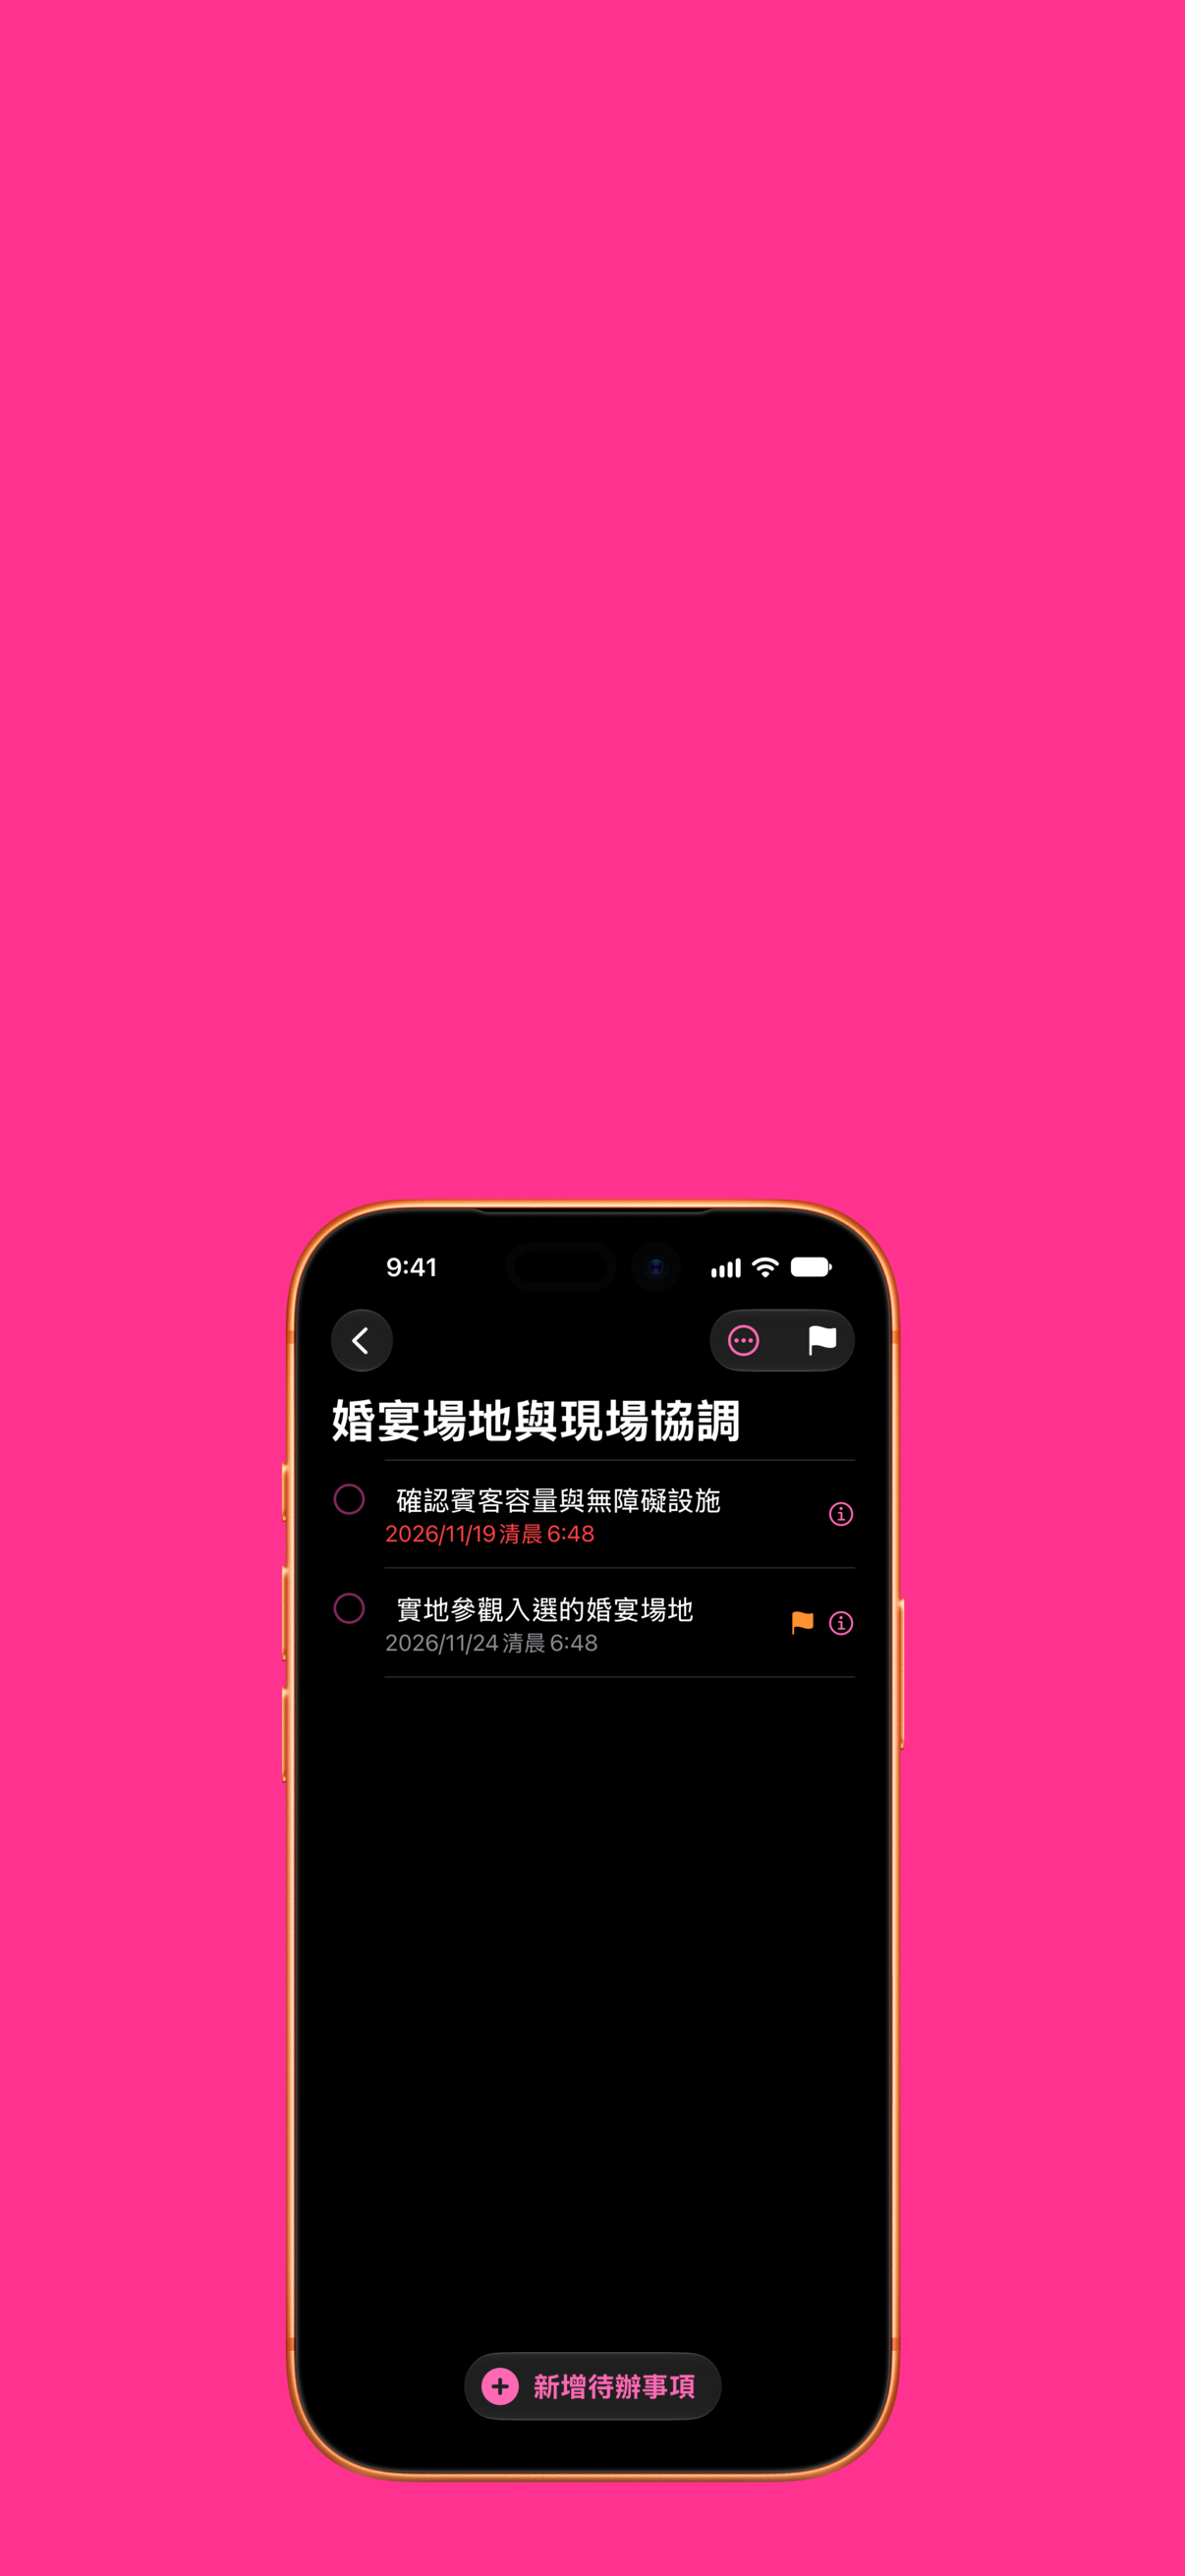 9:41
婚宴場地與現場協調
確認賓客容量與無障礙設施
2026/11/19 清晨 6:48
實地參觀入選的婚宴場地
2026/11/24 清晨 6:48
新增待辦事項